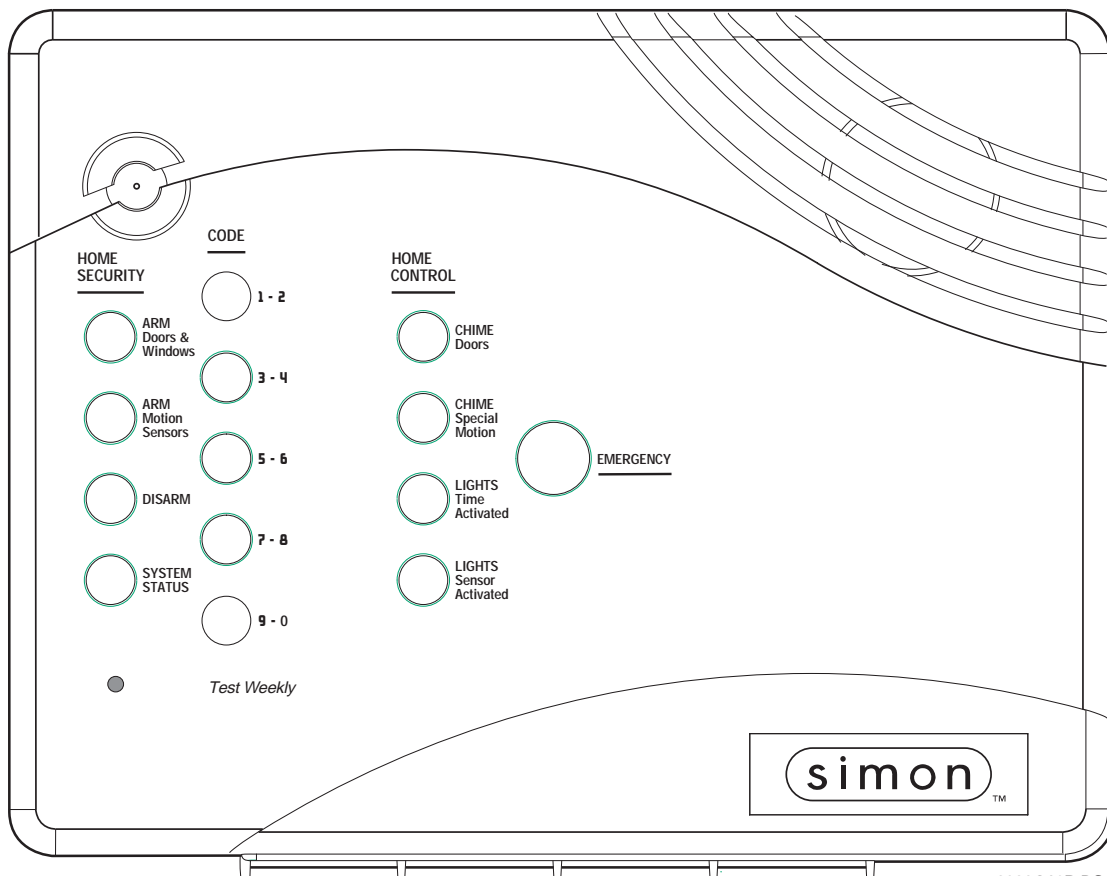 CODE
HOME
SECURITY
ARM
Doors &
Windows
ARM
Motion
Sensors
DISARM
SYSTEM
STATUS
1 - 2
3 - 4
5 - 6
7 - 8
9 - 0
HOME
CONTROL
CHIME
Doors
CHIME
Special
Motion
LIGHTS
Time
Activated
LIGHTS
Sensor
Activated
EMERGENCY
Test Weekly
simon
TM